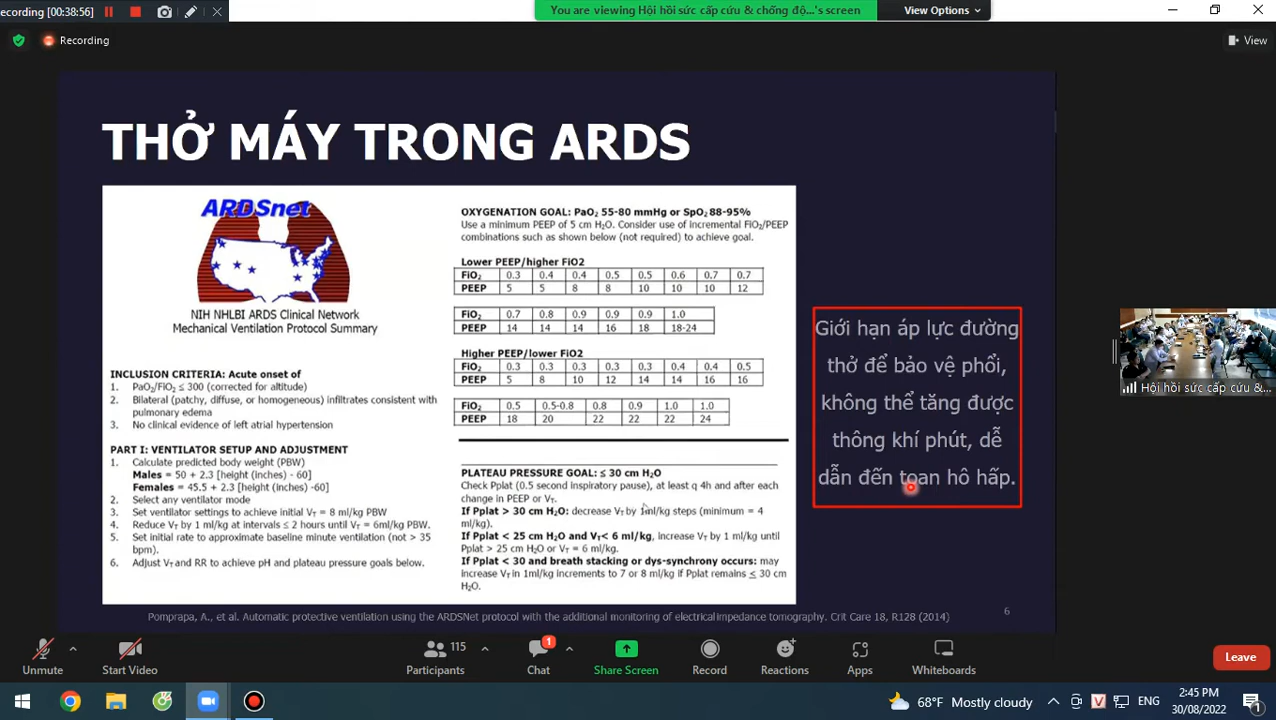 ecording [00:38:56]
You are viewing Hội hồi sức cấp cứu & chống độ...'s screen
View Options
Recording
View
THỞ MÁY TRONG ARDS
ARDSnet
NIH NHLBI ARDS Clinical Network
Mechanical Ventilation Protocol Summary
INCLUSION CRITERIA: Acute onset of
1. PaO₂/FiO₂ ≤ 300 (corrected for altitude)
2. Bilateral (patchy, diffuse, or homogeneous) infiltrates consistent with
pulmonary edema
3. No clinical evidence of left atrial hypertension
PART I: VENTILATOR SETUP AND ADJUSTMENT
1. Calculate predicted body weight (PBW)
Males = 50 + 2.3 [height (inches) - 60]
Females = 45.5 + 2.3 [height (inches) -60]
2. Select any ventilator mode
3. Set ventilator settings to achieve initial VT = 8 ml/kg PBW
4. Reduce VT by 1 ml/kg at intervals ≤ 2 hours until VT = 6ml/kg PBW.
5. Set initial rate to approximate baseline minute ventilation (not > 35
bpm).
6. Adjust VT and RR to achieve pH and plateau pressure goals below.
OXYGENATION GOAL: PaO₂ 55-80 mmHg or SpO₂ 88-95%
Use a minimum PEEP of 5 cm H₂O. Consider use of incremental FiO₂/PEEP
combinations such as shown below (not required) to achieve goal.
Lower PEEP/higher FiO2
FiO₂ 0.3 0.4 0.4 0.5 0.5 0.6 0.7 0.7
PEEP 5 5 8 8 10 10 10 12
FiO₂ 0.7 0.8 0.9 0.9 0.9 1.0
PEEP 14 14 14 16 18 18-24
Higher PEEP/lower FiO2
FiO₂ 0.3 0.3 0.3 0.3 0.3 0.4 0.4 0.5
PEEP 5 8 10 12 14 14 16 16
FiO₂ 0.5 0.5-0.8 0.8 0.9 1.0 1.0
PEEP 18 20 22 22 22 24
PLATEAU PRESSURE GOAL: ≤ 30 cm H₂O
Check Pplat (0.5 second inspiratory pause), at least q 4h and after each
change in PEEP or VT.
If Pplat > 30 cm H₂O: decrease VT by 1ml/kg steps (minimum = 4
ml/kg).
If Pplat < 25 cm H₂O and VT< 6 ml/kg, increase VT by 1 ml/kg until
Pplat > 25 cm H₂O or VT = 6 ml/kg.
If Pplat < 30 and breath stacking or dys-synchrony occurs: may
increase VT in 1ml/kg increments to 7 or 8 ml/kg if Pplat remains ≤ 30 cm
H₂O.
Giới hạn áp lực đường
thở để bảo vệ phổi,
không thể tăng được
thông khí phút, dễ
dẫn đến toan hô hấp.
Pomprapa, A., et al. Automatic protective ventilation using the ARDSNet protocol with the additional monitoring of electrical impedance tomography. Crit Care 18, R128 (2014)
6
Hội hồi sức cấp cứu &...
Unmute
Start Video
115
Participants
1
Chat
Share Screen
Record
Reactions
Apps
Whiteboards
Leave
68°F Mostly cloudy
V
ENG
2:45 PM
30/08/2022
1